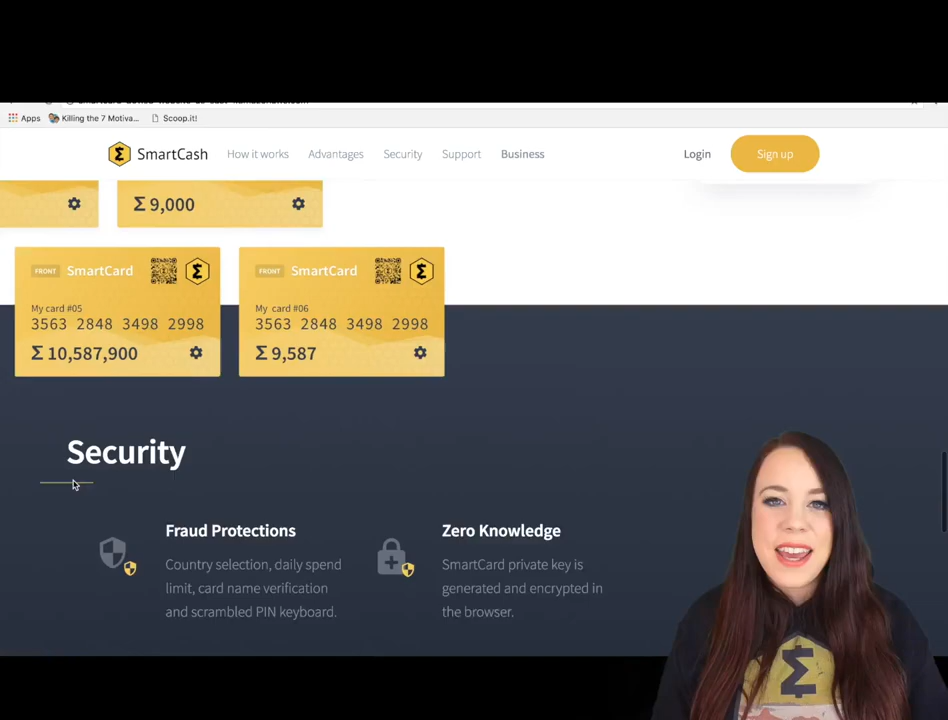 Apps Killing the 7 Motiva... Scoop.it!
SmartCash How it works Advantages Security Support Business Login Sign up
Σ 9,000
FRONT SmartCard
My card #05
3563 2848 3498 2998
Σ 10,587,900
FRONT SmartCard
My card #06
3563 2848 3498 2998
Σ 9,587
Security
Fraud Protections
Country selection, daily spend
limit, card name verification
and scrambled PIN keyboard.
Zero Knowledge
SmartCard private key is
generated and encrypted in
the browser.